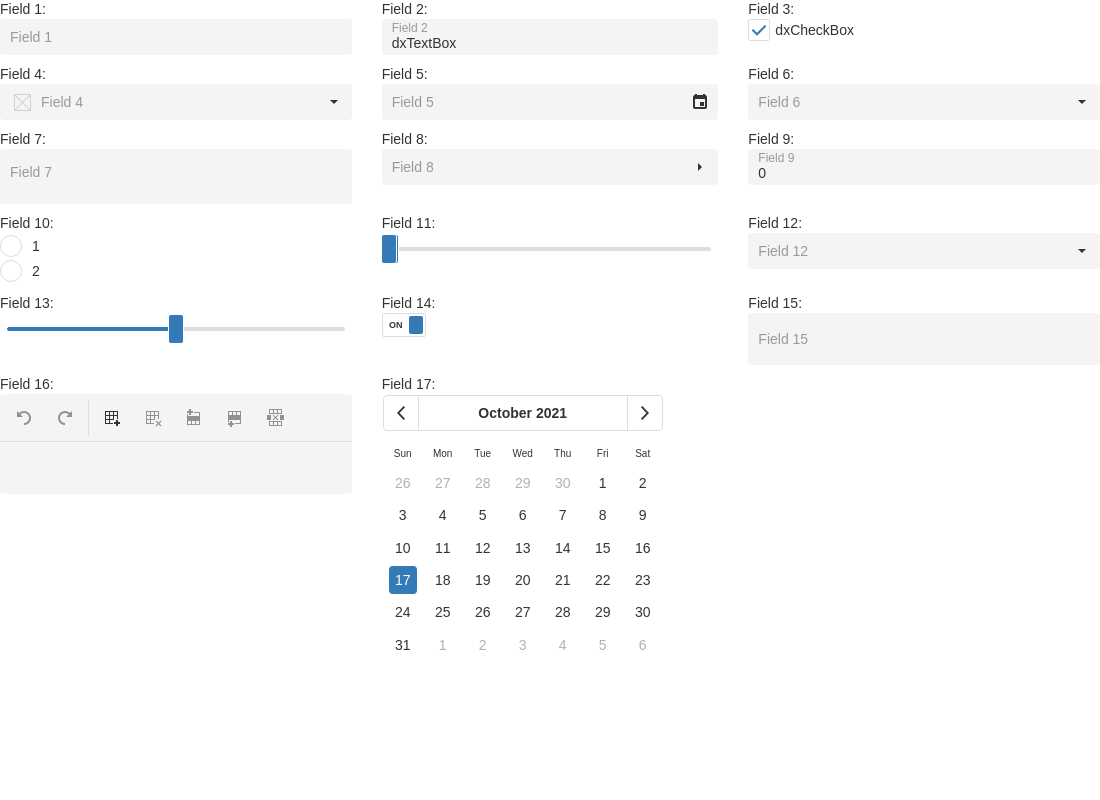 Field 1:
Field 1
Field 2:
Field 2
dxTextBox
Field 3:
dxCheckBox
Field 4:
Field 4
Field 5:
Field 5
Field 6:
Field 6
Field 7:
Field 7
Field 8:
Field 8
Field 9:
Field 9
0
Field 10:
1
2
Field 11:
Field 12:
Field 12
Field 13:
Field 14:
ON
Field 15:
Field 15
Field 16:
Field 17:
October 2021
Sun Mon Tue Wed Thu Fri Sat
26 27 28 29 30 1 2
3 4 5 6 7 8 9
10 11 12 13 14 15 16
17 18 19 20 21 22 23
24 25 26 27 28 29 30
31 1 2 3 4 5 6